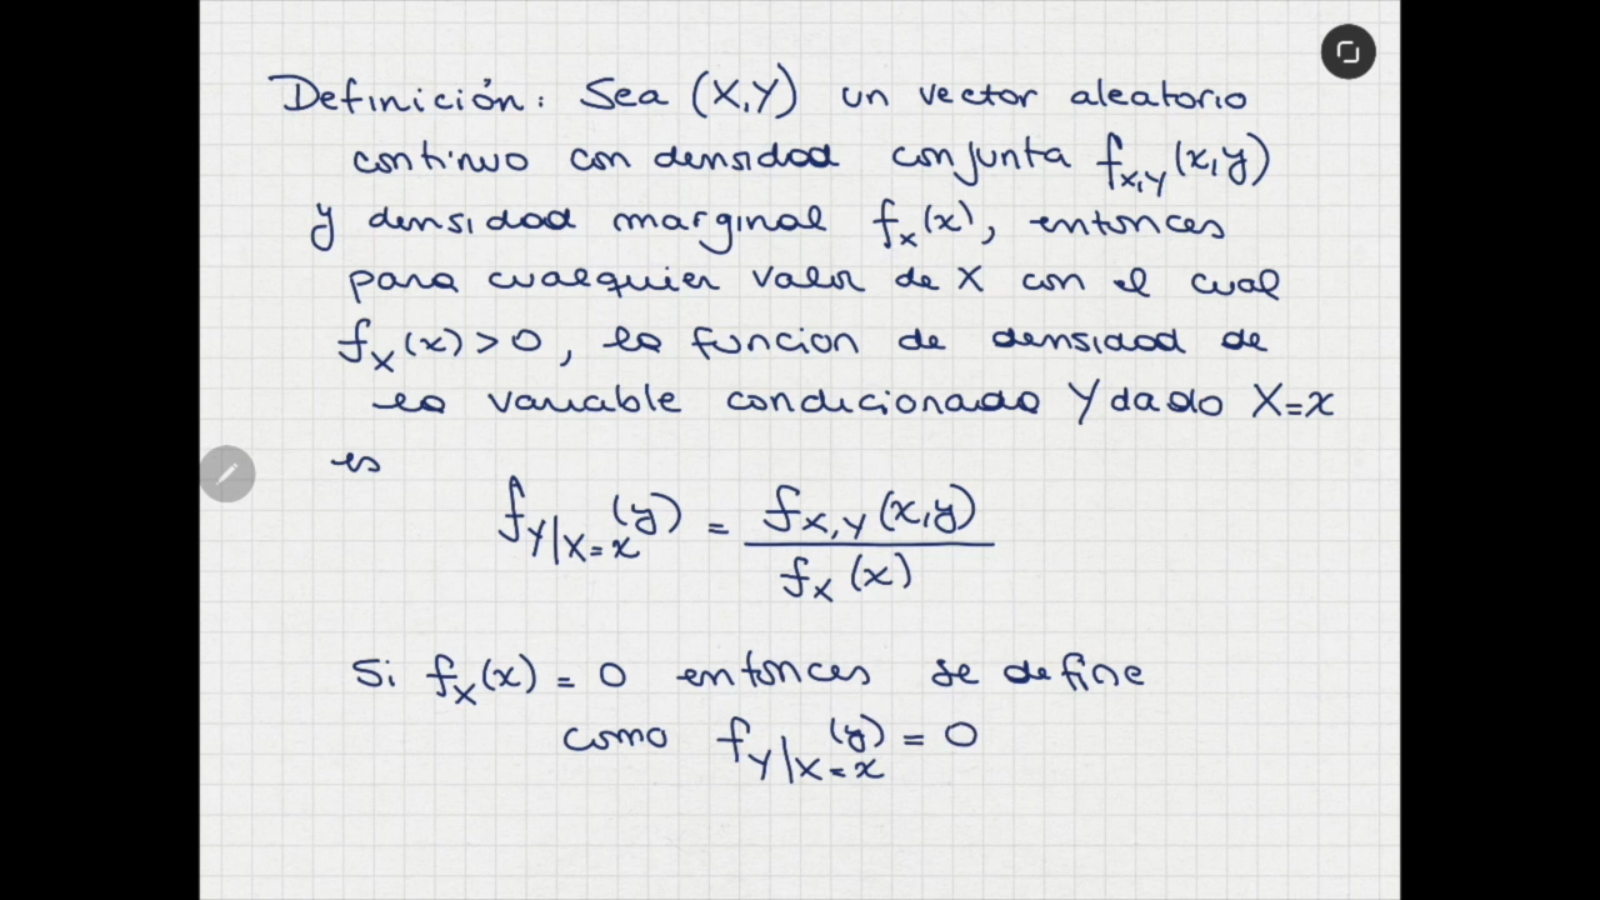 Definición: Sea (X,Y) un vector aleatorio
continuo con densidad conjunta f_{X,Y}(x,y)
y densidad marginal f_x(x), entonces
para cualquier valor de X con el cual
f_X(x) > 0, la funcion de densidad de
la variable condicionada Y dado X=x
es
f_{Y|X=x}(y) = \frac{f_{X,Y}(x,y)}{f_X(x)}
Si f_X(x) = 0 entonces se define
como f_{Y|X=x}(y) = 0